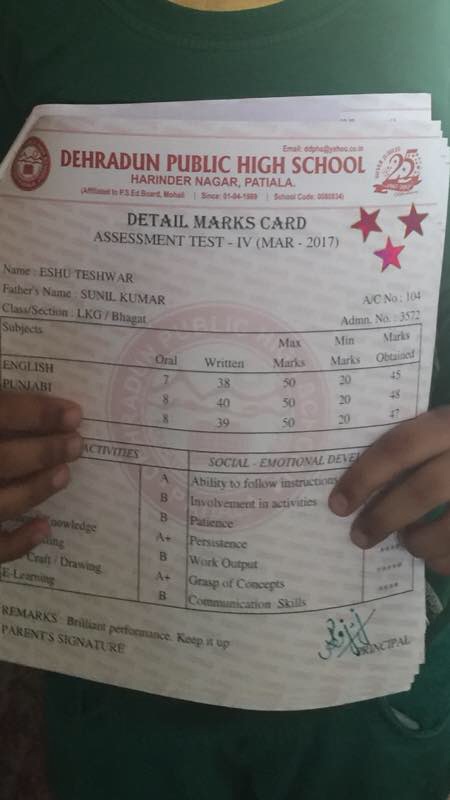 Email: ddphs@yahoo.co.in
DEHRADUN PUBLIC HIGH SCHOOL
HARINDER NAGAR, PATIALA.
(Affiliated to P.S.Ed.Board, Mohali | Since: 01-04-1989 | School Code: 0080834)
25
DETAIL MARKS CARD
ASSESSMENT TEST - IV (MAR - 2017)
Name : ESHU TESHWAR
Father's Name : SUNIL KUMAR A/C No : 104
Class/Section : LKG / Bhagat Admn. No. : 3572
Subjects Oral Written Max Marks Min Marks Marks Obtained
ENGLISH 7 38 50 20 45
PUNJABI 8 40 50 20 48
8 39 50 20 47
ACTIVITIES SOCIAL - EMOTIONAL DEVE
A Ability to follow instructions
B Involvement in activities
B Patience
Knowledge A+ Persistence
B Work Output ****
Craft / Drawing A+ Grasp of Concepts *****
E-Learning B Communication Skills ****
REMARKS : Brilliant performance. Keep it up
PARENT'S SIGNATURE PRINCIPAL